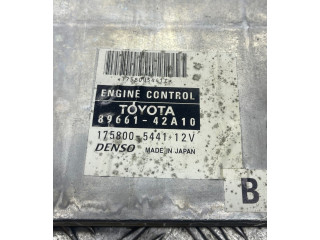 ENGINE CONTROL
TOYOTA
89661-42A10
175800-5441 12V
DENSO MADE IN JAPAN
B